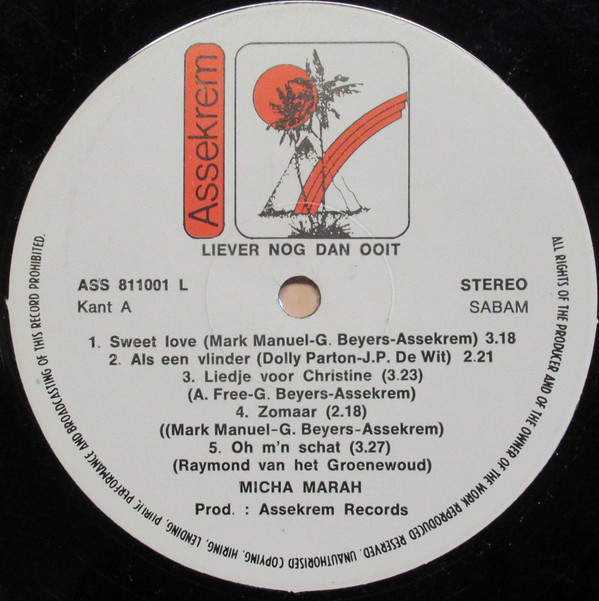 Assekrem
LIEVER NOG DAN OOIT
ASS 811001 L
STEREO
Kant A
SABAM
1. Sweet love (Mark Manuel-G. Beyers-Assekrem) 3.18
2. Als een vlinder (Dolly Parton-J.P. De Wit) 2.21
3. Liedje voor Christine (3.23)
(A. Free-G. Beyers-Assekrem)
4. Zomaar (2.18)
((Mark Manuel-G. Beyers-Assekrem)
5. Oh m'n schat (3.27)
(Raymond van het Groenewoud)
MICHA MARAH
Prod. : Assekrem Records
ALL RIGHTS OF THE PRODUCER AND OF THE OWNER OF THE WORK REPRODUCED RESERVED. UNAUTHORISED COPYING, HIRING, LENDING, PUBLIC PERFORMANCE AND BROADCASTING OF THIS RECORD PROHIBITED.